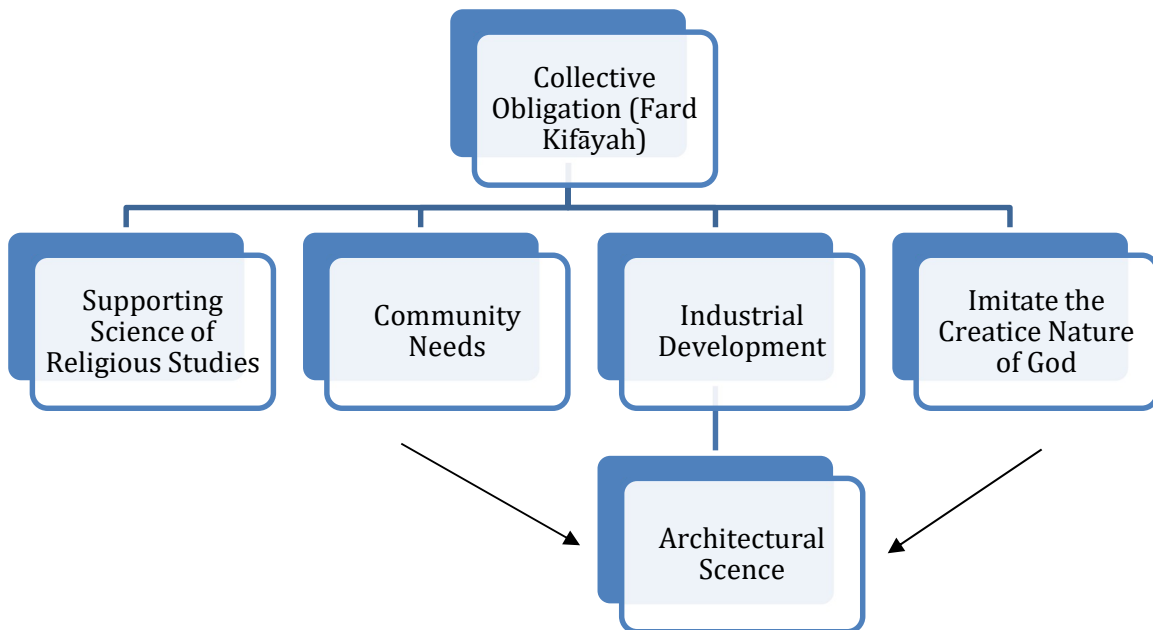 Collective
Obligation (Fard
Kifāyah)
Supporting
Science of
Religious Studies
Community
Needs
Industrial
Development
Imitate the
Creatice Nature
of God
Architectural
Scence